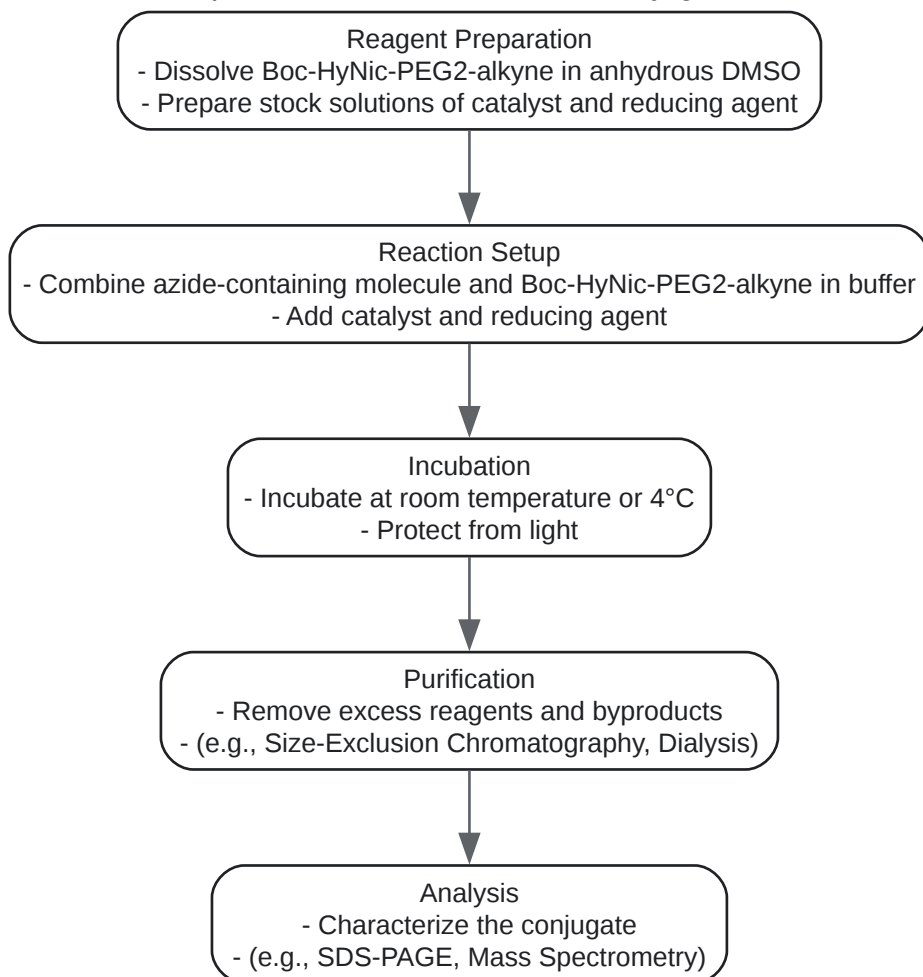 Reagent Preparation
- Dissolve Boc-HyNic-PEG2-alkyne in anhydrous DMSO
- Prepare stock solutions of catalyst and reducing agent
Reaction Setup
- Combine azide-containing molecule and Boc-HyNic-PEG2-alkyne in buffer
- Add catalyst and reducing agent
Incubation
- Incubate at room temperature or 4°C
- Protect from light
Purification
- Remove excess reagents and byproducts
- (e.g., Size-Exclusion Chromatography, Dialysis)
Analysis
- Characterize the conjugate
- (e.g., SDS-PAGE, Mass Spectrometry)